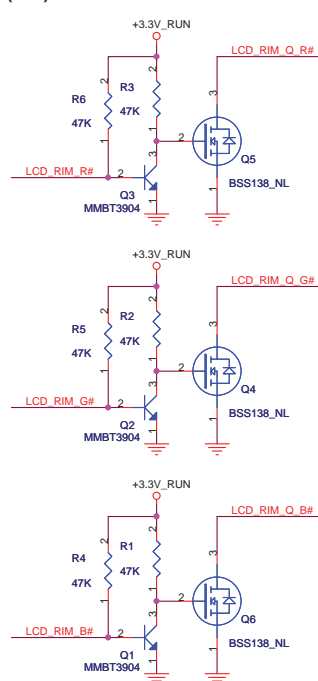 +3.3V_RUN
LCD_RIM_Q_R#
2
2
3
R6
R3
47K
47K
1
1
2
3
Q5
LCD_RIM_R#
2
Q3
1
1
BSS138_NL
MMBT3904
+3.3V_RUN
LCD_RIM_Q_G#
2
2
3
R5
R2
47K
47K
1
1
2
3
Q4
LCD_RIM_G#
2
Q2
1
1
BSS138_NL
MMBT3904
+3.3V_RUN
LCD_RIM_Q_B#
2
2
3
R4
R1
47K
47K
1
1
2
3
Q6
LCD_RIM_B#
2
Q1
1
1
BSS138_NL
MMBT3904